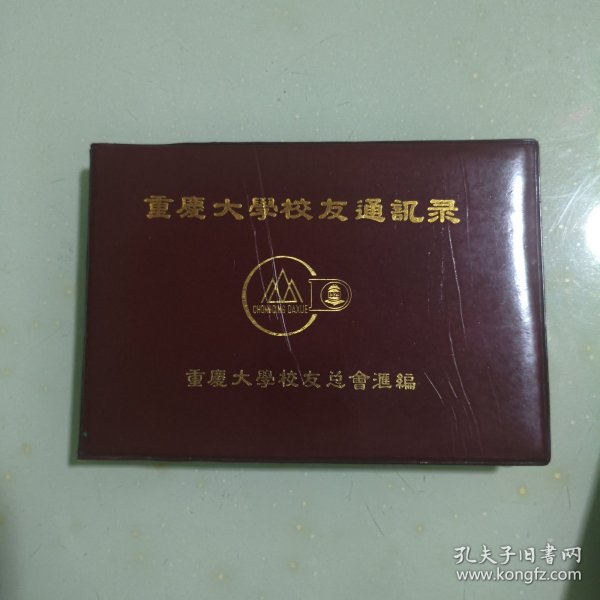 重慶大學校友通訊录
CHONGQING DAXUE
重慶大學校友总會滙編
孔夫子旧書网
www.kongfz.com